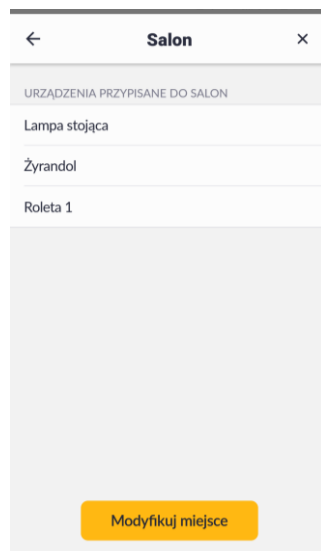 Salon
URZĄDZENIA PRZYPISANE DO SALON
Lampa stojąca
Żyrandol
Roleta 1
Modyfikuj miejsce